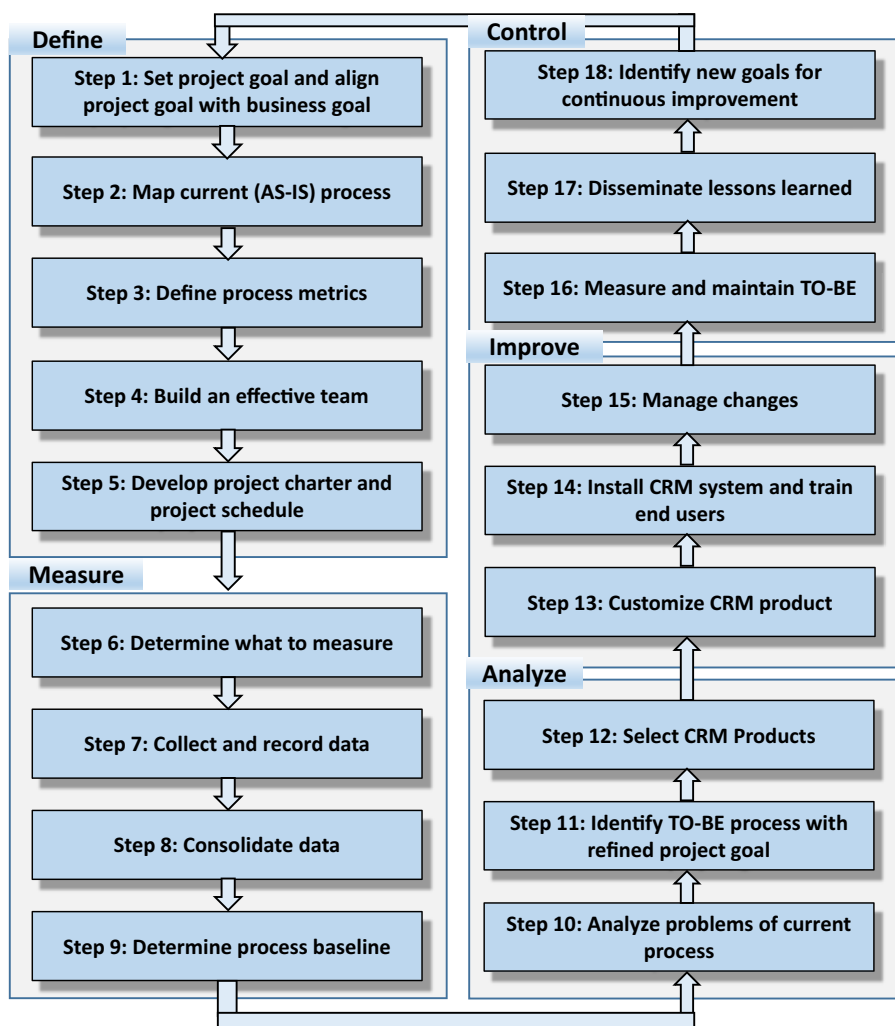 Define
Step 1: Set project goal and align
project goal with business goal
Step 2: Map current (AS-IS) process
Step 3: Define process metrics
Step 4: Build an effective team
Step 5: Develop project charter and
project schedule
Measure
Step 6: Determine what to measure
Step 7: Collect and record data
Step 8: Consolidate data
Step 9: Determine process baseline
Control
Step 18: Identify new goals for
continuous improvement
Step 17: Disseminate lessons learned
Step 16: Measure and maintain TO-BE
Improve
Step 15: Manage changes
Step 14: Install CRM system and train
end users
Step 13: Customize CRM product
Analyze
Step 12: Select CRM Products
Step 11: Identify TO-BE process with
refined project goal
Step 10: Analyze problems of current
process